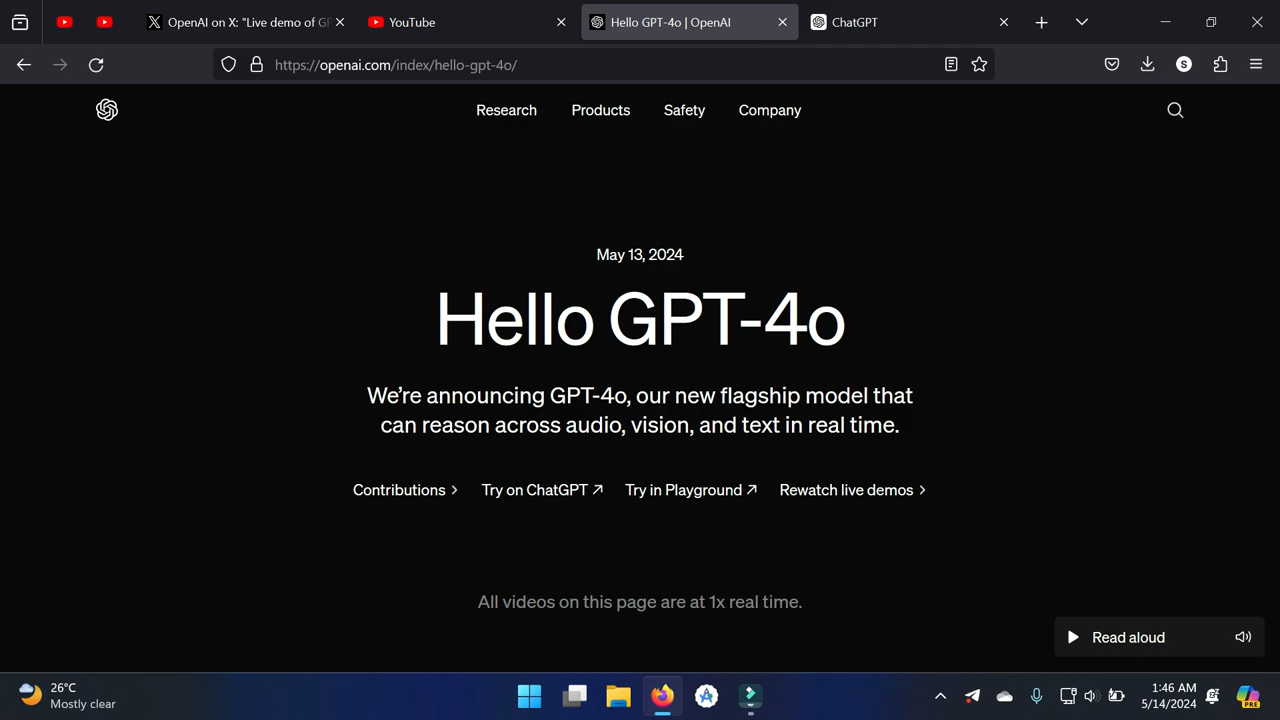 OpenAI on X: "Live demo of GP
YouTube
Hello GPT-4o | OpenAI
ChatGPT
https://openai.com/index/hello-gpt-4o/
S
Research
Products
Safety
Company
May 13, 2024
Hello GPT-4o
We're announcing GPT-4o, our new flagship model that
can reason across audio, vision, and text in real time.
Contributions
Try on ChatGPT
Try in Playground
Rewatch live demos
All videos on this page are at 1x real time.
Read aloud
26°C
Mostly clear
1:46 AM
5/14/2024
PRE